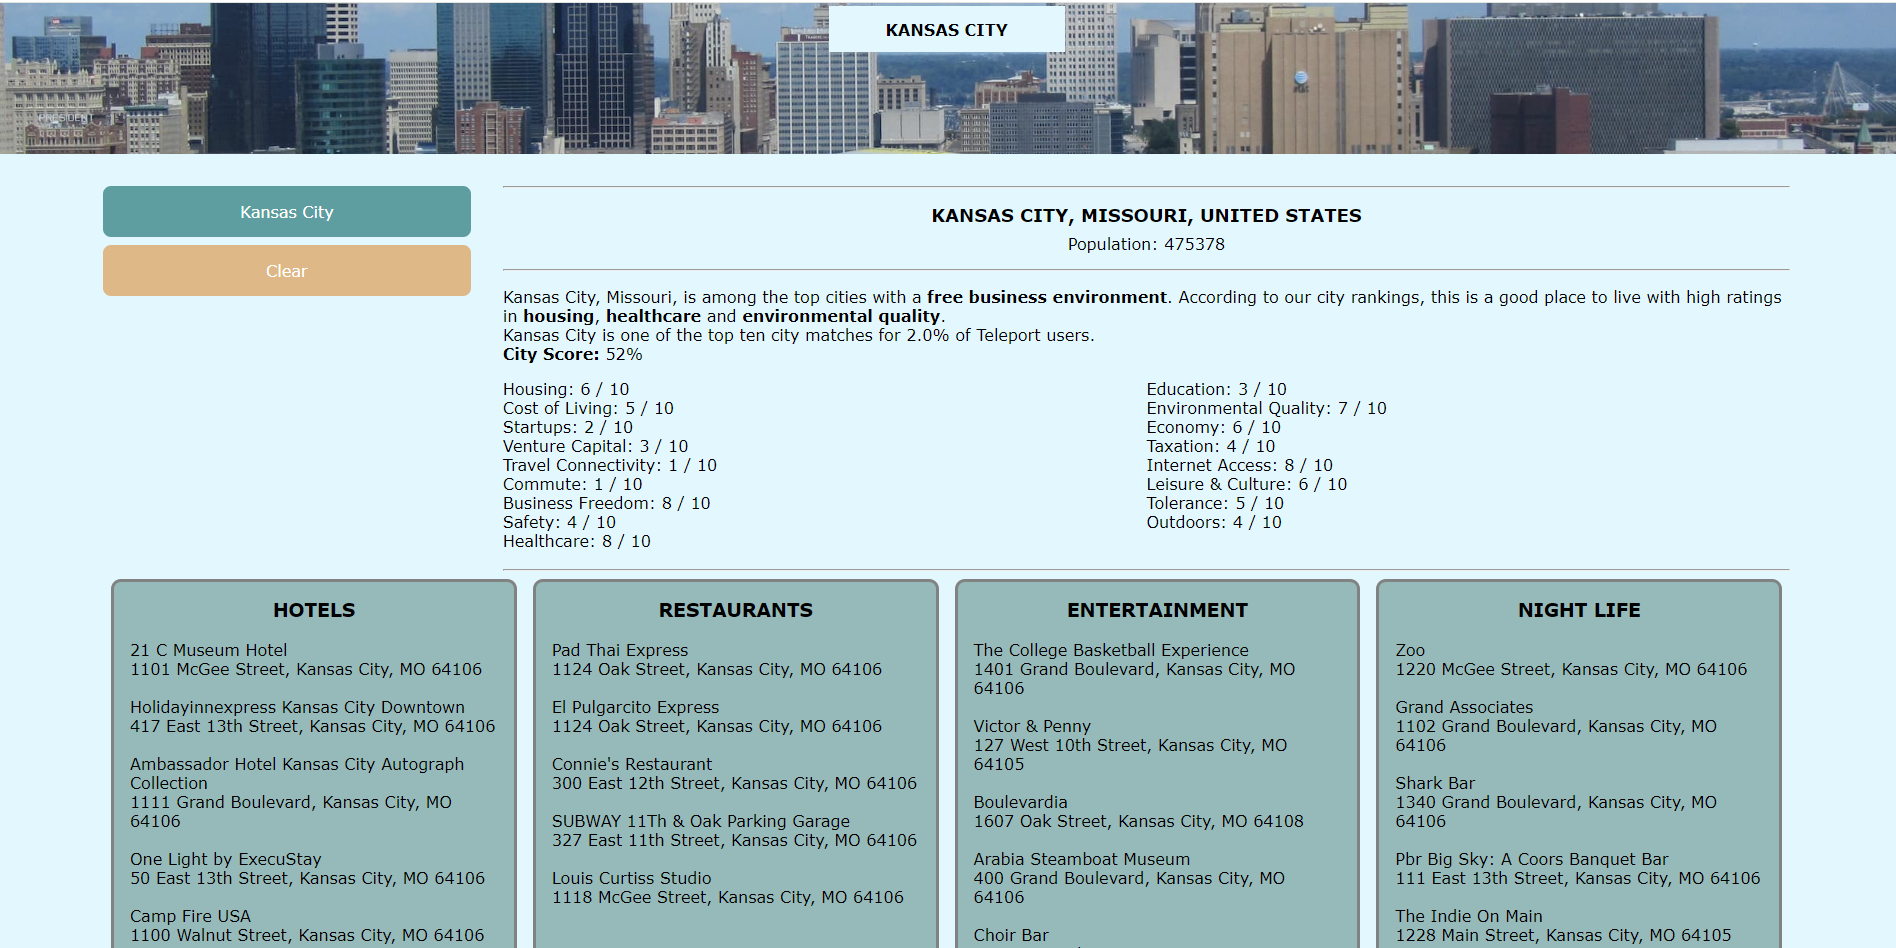 KANSAS CITY
PRESIDENT
Kansas City
Clear
KANSAS CITY, MISSOURI, UNITED STATES
Population: 475378
Kansas City, Missouri, is among the top cities with a free business environment. According to our city rankings, this is a good place to live with high ratings
in housing, healthcare and environmental quality.
Kansas City is one of the top ten city matches for 2.0% of Teleport users.
City Score: 52%
Housing: 6 / 10
Cost of Living: 5 / 10
Startups: 2 / 10
Venture Capital: 3 / 10
Travel Connectivity: 1 / 10
Commute: 1 / 10
Business Freedom: 8 / 10
Safety: 4 / 10
Healthcare: 8 / 10
Education: 3 / 10
Environmental Quality: 7 / 10
Economy: 6 / 10
Taxation: 4 / 10
Internet Access: 8 / 10
Leisure & Culture: 6 / 10
Tolerance: 5 / 10
Outdoors: 4 / 10
HOTELS
21 C Museum Hotel
1101 McGee Street, Kansas City, MO 64106
Holidayinnexpress Kansas City Downtown
417 East 13th Street, Kansas City, MO 64106
Ambassador Hotel Kansas City Autograph
Collection
1111 Grand Boulevard, Kansas City, MO
64106
One Light by ExecuStay
50 East 13th Street, Kansas City, MO 64106
Camp Fire USA
1100 Walnut Street, Kansas City, MO 64106
RESTAURANTS
Pad Thai Express
1124 Oak Street, Kansas City, MO 64106
El Pulgarcito Express
1124 Oak Street, Kansas City, MO 64106
Connie's Restaurant
300 East 12th Street, Kansas City, MO 64106
SUBWAY 11Th & Oak Parking Garage
327 East 11th Street, Kansas City, MO 64106
Louis Curtiss Studio
1118 McGee Street, Kansas City, MO 64106
ENTERTAINMENT
The College Basketball Experience
1401 Grand Boulevard, Kansas City, MO
64106
Victor & Penny
127 West 10th Street, Kansas City, MO
64105
Boulevardia
1607 Oak Street, Kansas City, MO 64108
Arabia Steamboat Museum
400 Grand Boulevard, Kansas City, MO
64106
Choir Bar
NIGHT LIFE
Zoo
1220 McGee Street, Kansas City, MO 64106
Grand Associates
1102 Grand Boulevard, Kansas City, MO
64106
Shark Bar
1340 Grand Boulevard, Kansas City, MO
64106
Pbr Big Sky: A Coors Banquet Bar
111 East 13th Street, Kansas City, MO 64106
The Indie On Main
1228 Main Street, Kansas City, MO 64105